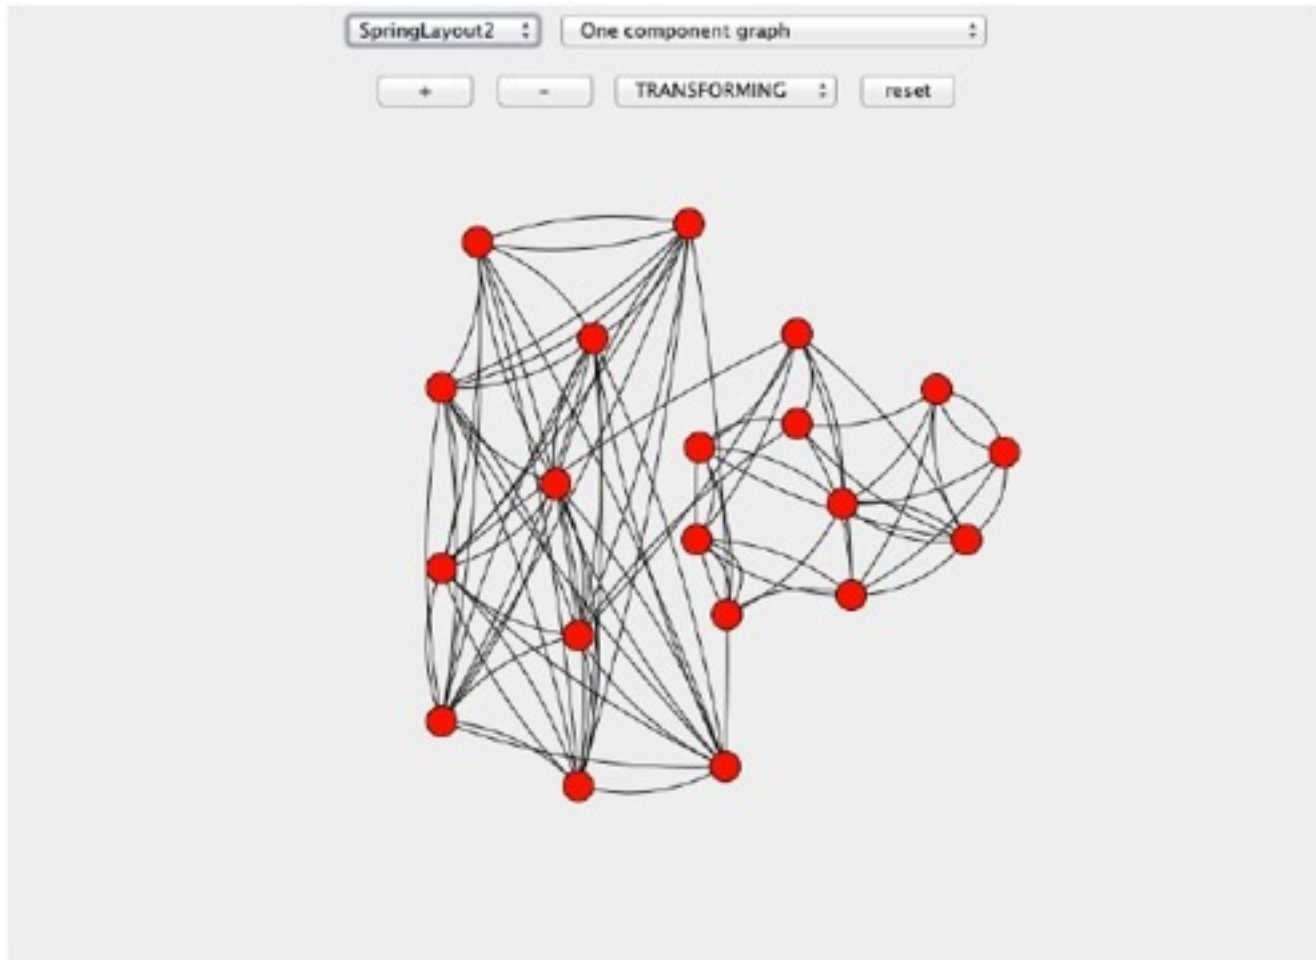 SpringLayout2 One component graph
+ - TRANSFORMING reset